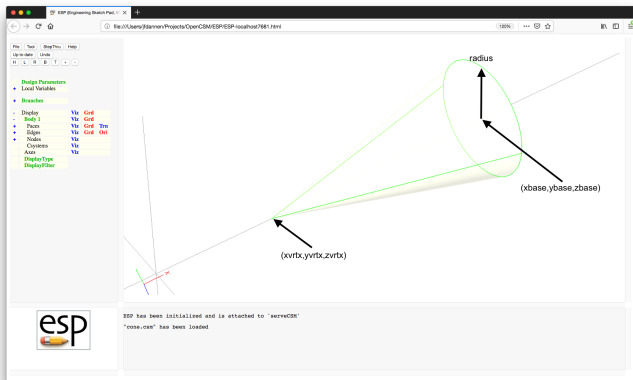 ESP (Engineering Sketch Pad, V
file:///Users/jfdannen/Projects/OpenCSM/ESP/ESP-localhost7681.html
120%
File Tool StepThru Help
Up to date Undo
H L R B T + -
Design Parameters
+ Local Variables
+ Branches
- Display Viz Grd
- Body 1 Viz Grd
+ Faces Viz Grd Trn
+ Edges Viz Grd Ori
+ Nodes Viz
Csystems Viz
Axes Viz
DisplayType
DisplayFilter
radius
(xbase,ybase,zbase)
(xvrtx,yvrtx,zvrtx)
esp
ESP has been initialized and is attached to 'serveCSM'
"cone.csm" has been loaded